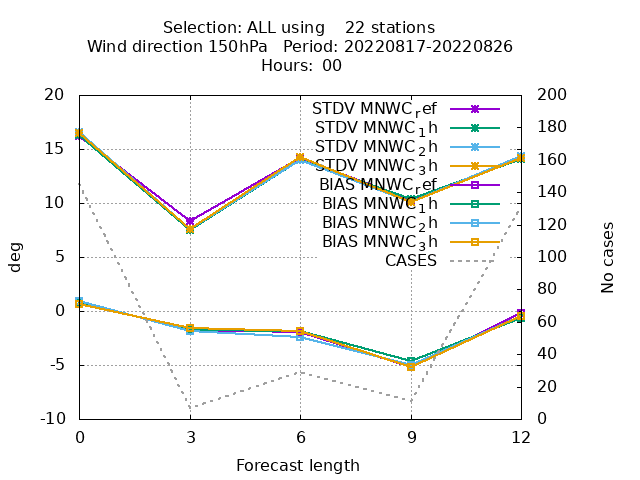 Selection: ALL using 22 stations
Wind direction 150hPa Period: 20220817-20220826
Hours: 00
20
15
10
5
0
-5
-10
deg
STDV MNWC_ref
STDV MNWC_1h
STDV MNWC_2h
STDV MNWC_3h
BIAS MNWC_ref
BIAS MNWC_1h
BIAS MNWC_2h
BIAS MNWC_3h
CASES
200
180
160
140
120
100
80
60
40
20
0
No cases
0 3 6 9 12
Forecast length